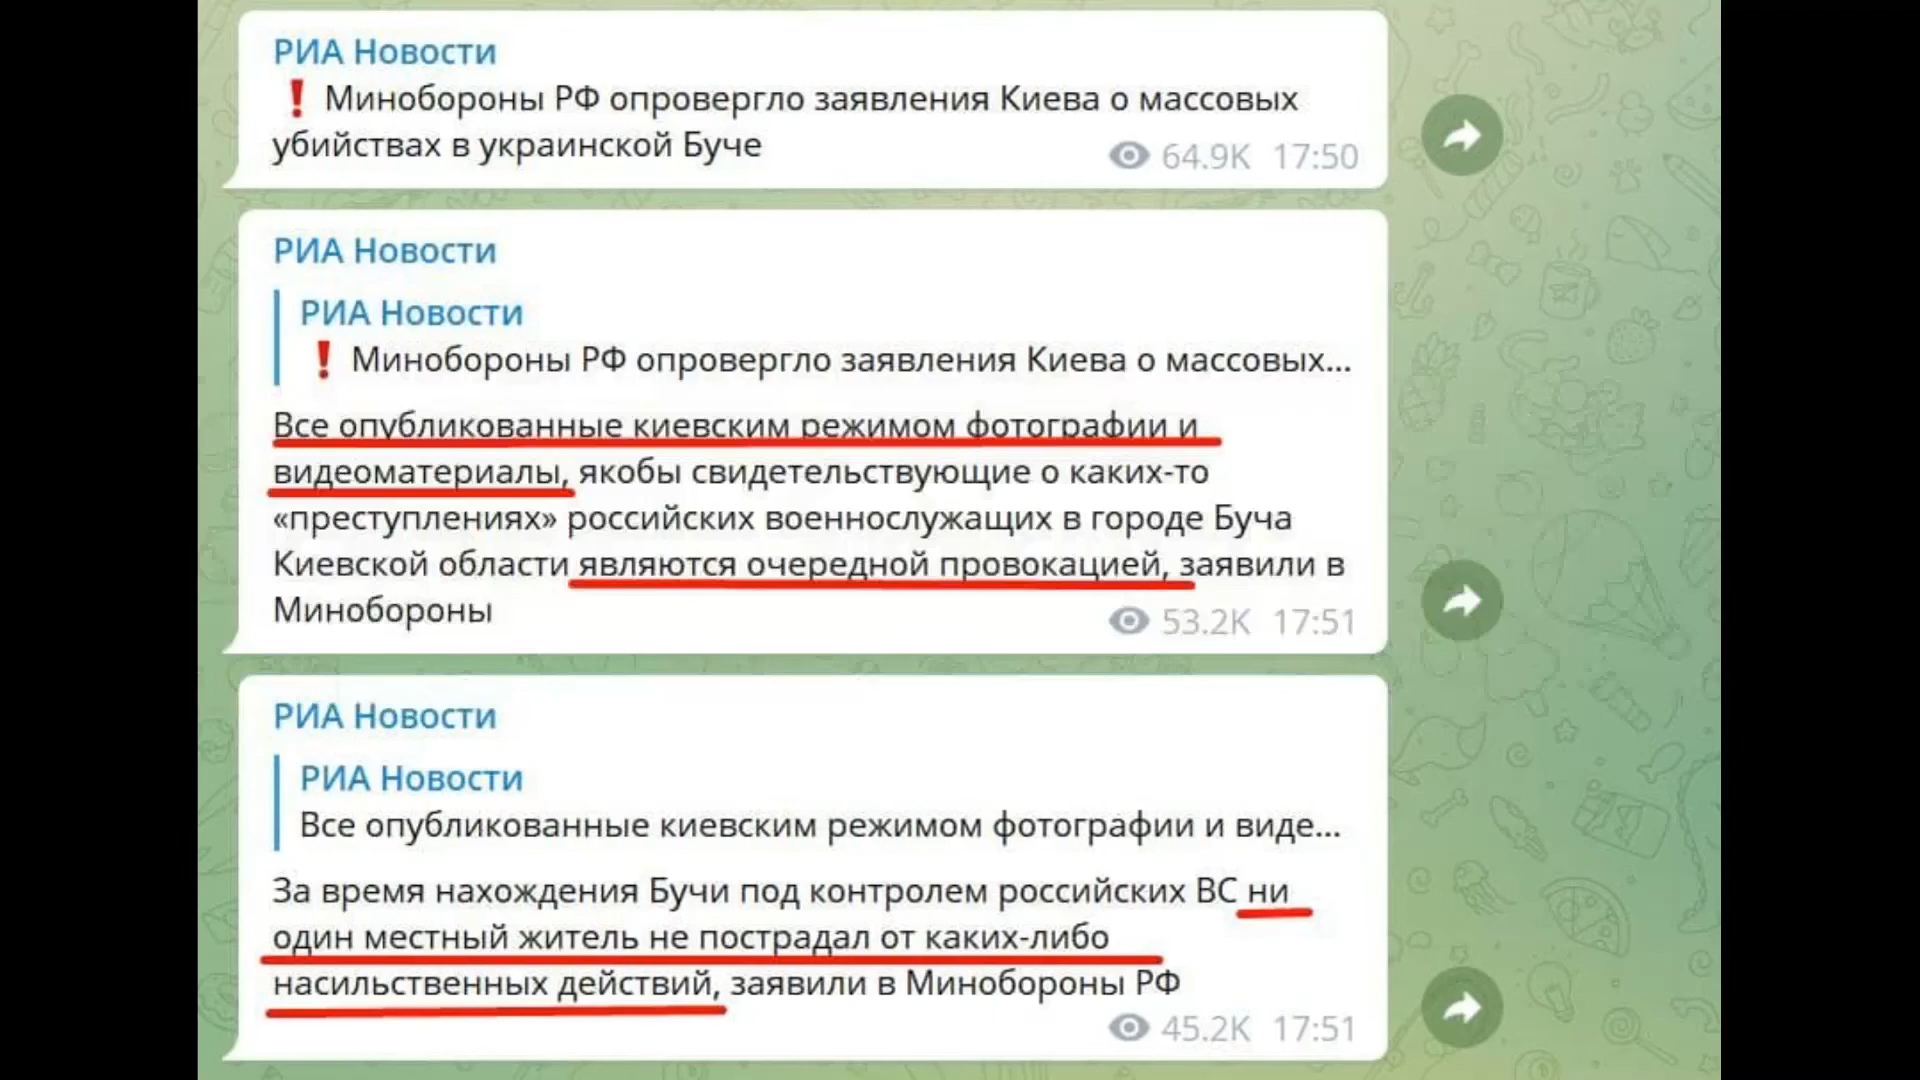 РИА Новости
❗ Минобороны РФ опровергло заявления Киева о массовых
убийствах в украинской Буче
64.9K 17:50
РИА Новости
РИА Новости
❗ Минобороны РФ опровергло заявления Киева о массовых...
Все опубликованные киевским режимом фотографии и
видеоматериалы, якобы свидетельствующие о каких-то
«преступлениях» российских военнослужащих в городе Буча
Киевской области являются очередной провокацией, заявили в
Минобороны
53.2K 17:51
РИА Новости
РИА Новости
Все опубликованные киевским режимом фотографии и виде...
За время нахождения Бучи под контролем российских ВС ни
один местный житель не пострадал от каких-либо
насильственных действий, заявили в Минобороны РФ
45.2K 17:51